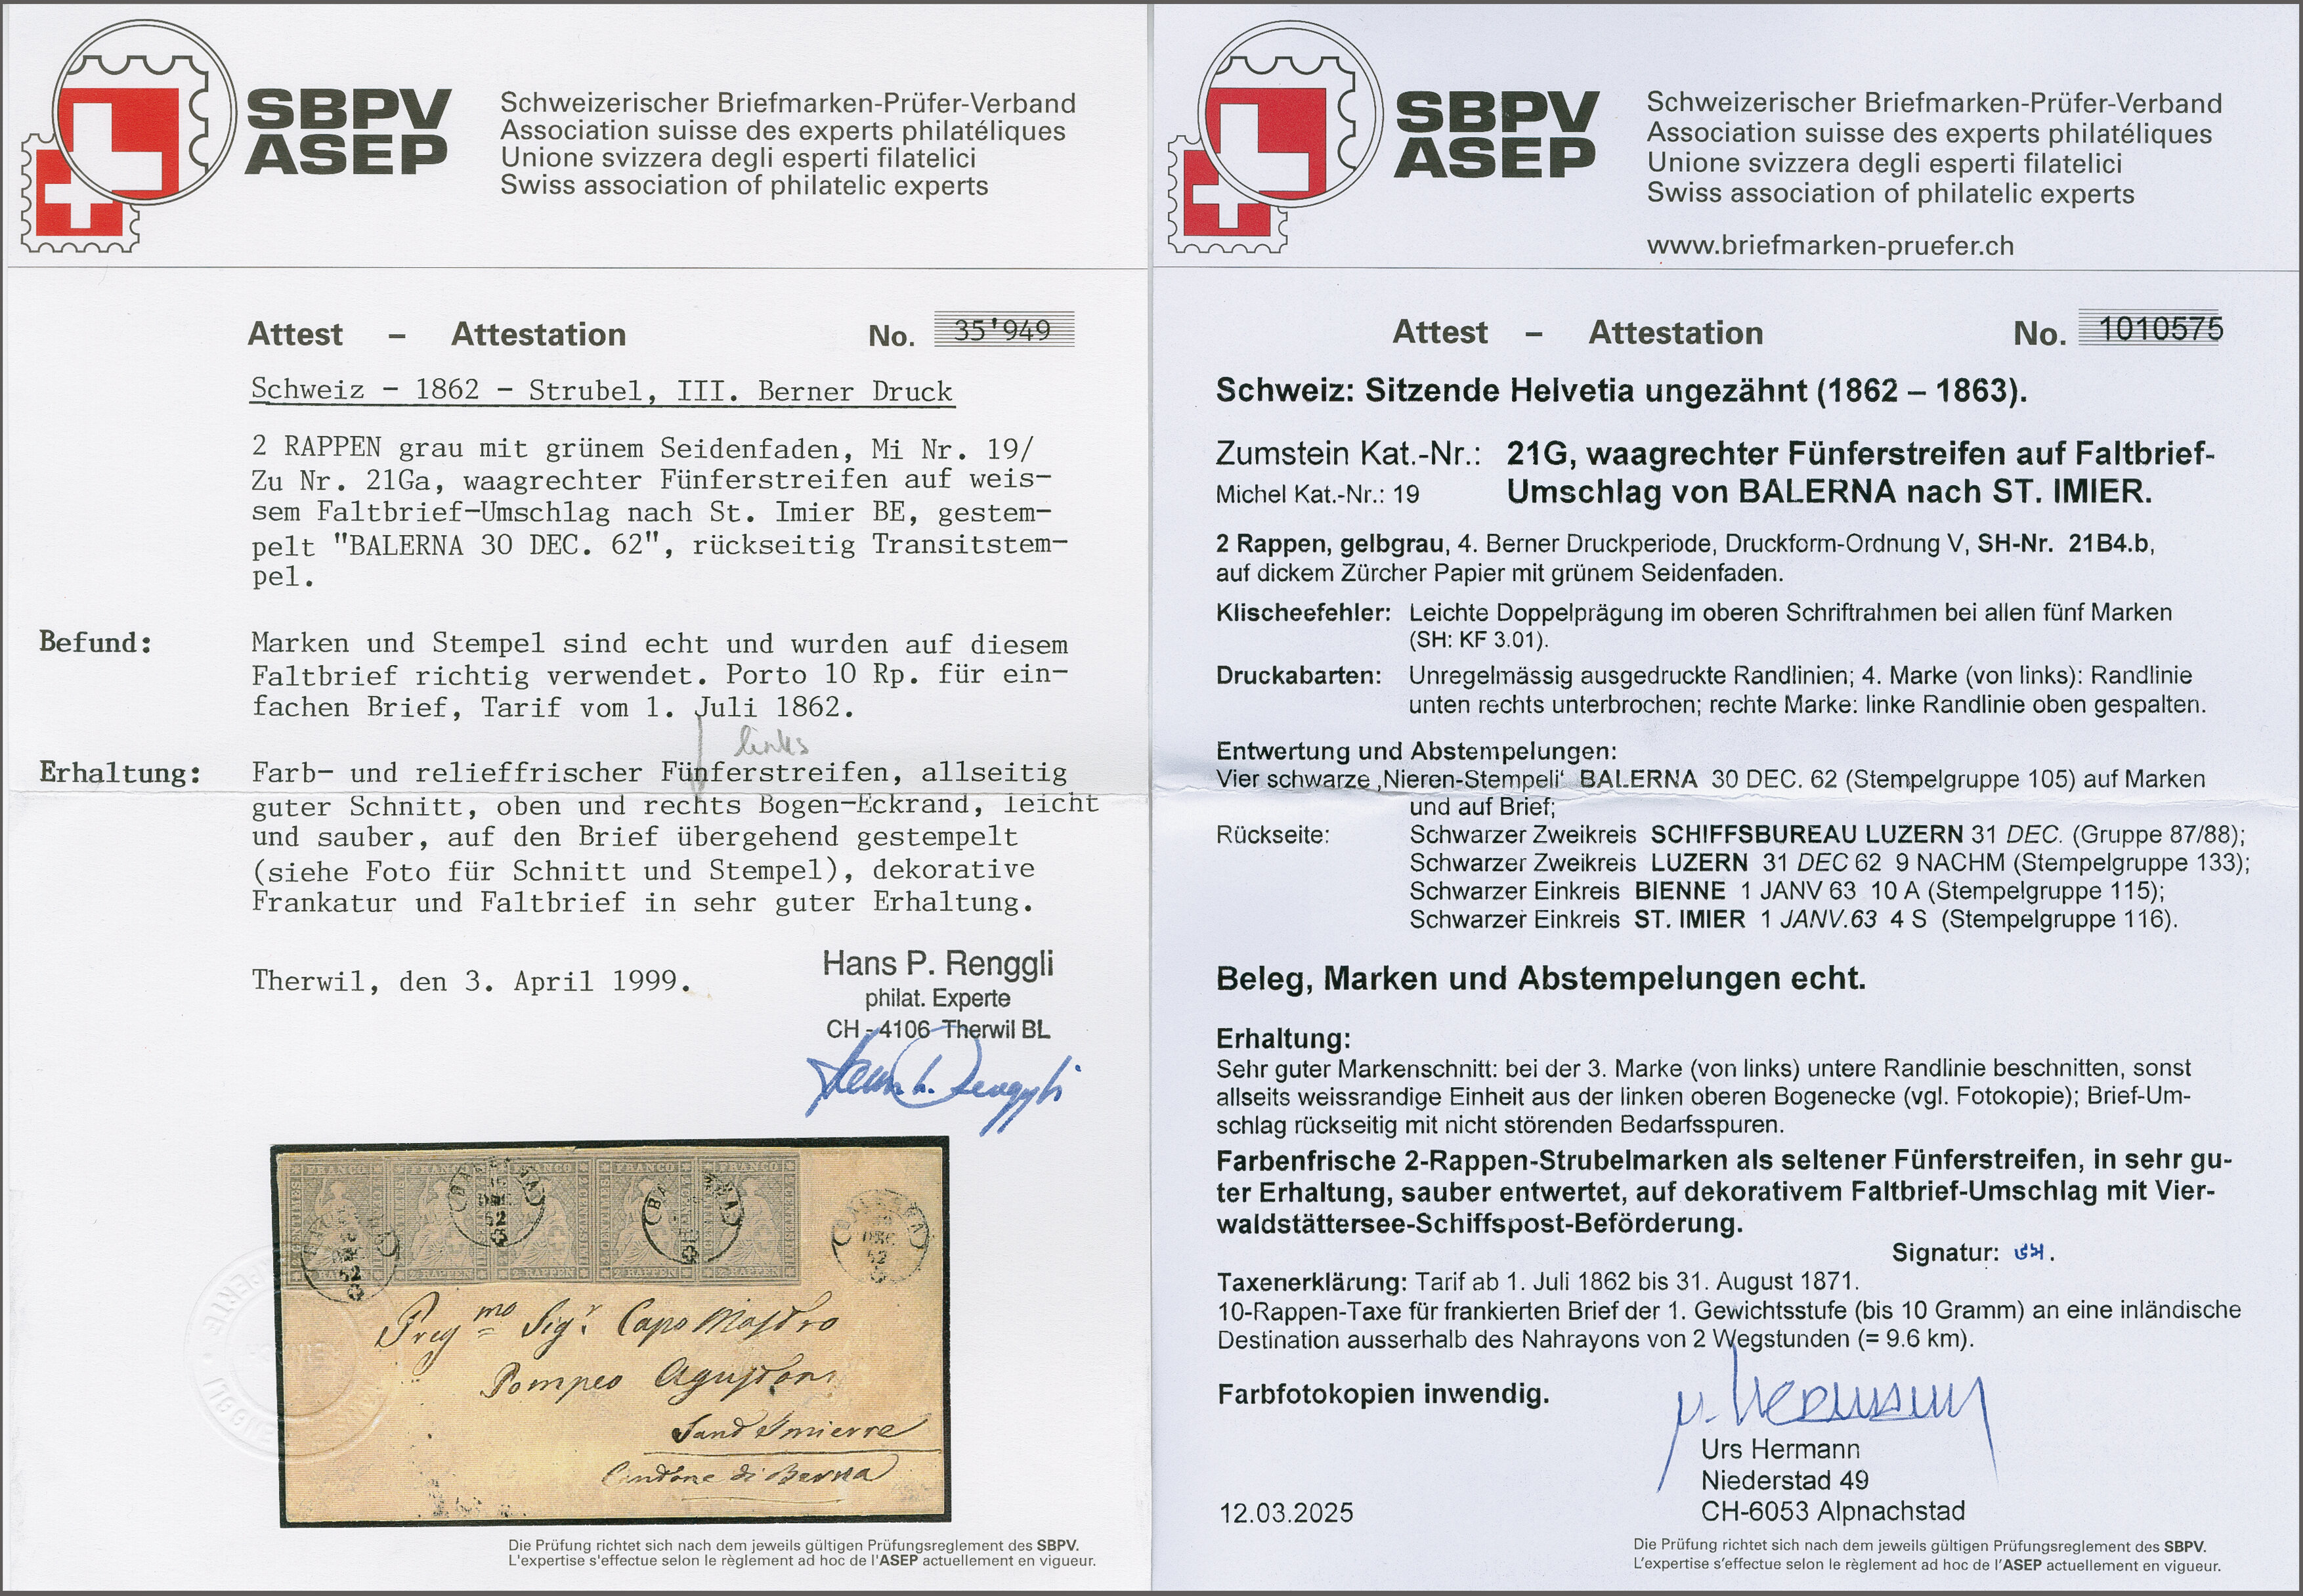 SBPV
ASEP
Schweizerischer Briefmarken-Prüfer-Verband
Association suisse des experts philatéliques
Unione svizzera degli esperti filatelici
Swiss association of philatelic experts
Attest – Attestation No. 35'949
Schweiz - 1862 - Strubel, III. Berner Druck
2 RAPPEN grau mit grünem Seidenfaden, Mi Nr. 19/
Zu Nr. 21Ga, waagrechter Fünferstreifen auf weis-
sem Faltbrief-Umschlag nach St. Imier BE, gestem-
pelt "BALERNA 30 DEC. 62", rückseitig Transitstem-
pel.
Befund: Marken und Stempel sind echt und wurden auf diesem
Faltbrief richtig verwendet. Porto 10 Rp. für ein-
fachen Brief, Tarif vom 1. Juli 1862.
links
Erhaltung: Farb- und relieffrischer Fünferstreifen, allseitig
guter Schnitt, oben und rechts Bogen-Eckrand, leicht
und sauber, auf den Brief übergehend gestempelt
(siehe Foto für Schnitt und Stempel), dekorative
Frankatur und Faltbrief in sehr guter Erhaltung.
Therwil, den 3. April 1999.
Hans P. Renggli
philat. Experte
CH - 4106 Therwil BL
FRANCO FRANCO FRANCO FRANCO FRANCO
RAPPEN RAPPEN RAPPEN RAPPEN RAPPEN
Preg.mo Sigr. Capo Mastro
Pompeo Agustoni
Sand Imierre
Cantone di Berna
Die Prüfung richtet sich nach dem jeweils gültigen Prüfungsreglement des SBPV.
L'expertise s'effectue selon le règlement ad hoc de l'ASEP actuellement en vigueur.
SBPV
ASEP
Schweizerischer Briefmarken-Prüfer-Verband
Association suisse des experts philatéliques
Unione svizzera degli esperti filatelici
Swiss association of philatelic experts
www.briefmarken-pruefer.ch
Attest – Attestation No. 1010575
Schweiz: Sitzende Helvetia ungezähnt (1862 – 1863).
Zumstein Kat.-Nr.: 21G, waagrechter Fünferstreifen auf Faltbrief-
Michel Kat.-Nr.: 19 Umschlag von BALERNA nach ST. IMIER.
2 Rappen, gelbgrau, 4. Berner Druckperiode, Druckform-Ordnung V, SH-Nr. 21B4.b,
auf dickem Zürcher Papier mit grünem Seidenfaden.
Klischeefehler: Leichte Doppelprägung im oberen Schriftrahmen bei allen fünf Marken
(SH: KF 3.01).
Druckabarten: Unregelmässig ausgedruckte Randlinien; 4. Marke (von links): Randlinie
unten rechts unterbrochen; rechte Marke: linke Randlinie oben gespalten.
Entwertung und Abstempelungen:
Vier schwarze ‚Nieren-Stempeli‘ BALERNA 30 DEC. 62 (Stempelgruppe 105) auf Marken
und auf Brief;
Rückseite: Schwarzer Zweikreis SCHIFFSBUREAU LUZERN 31 DEC. (Gruppe 87/88);
Schwarzer Zweikreis LUZERN 31 DEC 62 9 NACHM (Stempelgruppe 133);
Schwarzer Einkreis BIENNE 1 JANV 63 10 A (Stempelgruppe 115);
Schwarzer Einkreis ST. IMIER 1 JANV.63 4 S (Stempelgruppe 116).
Beleg, Marken und Abstempelungen echt.
Erhaltung:
Sehr guter Markenschnitt: bei der 3. Marke (von links) untere Randlinie beschnitten, sonst
allseits weissrandige Einheit aus der linken oberen Bogenecke (vgl. Fotokopie); Brief-Um-
schlag rückseitig mit nicht störenden Bedarfsspuren.
Farbenfrische 2-Rappen-Strubelmarken als seltener Fünferstreifen, in sehr gu-
ter Erhaltung, sauber entwertet, auf dekorativem Faltbrief-Umschlag mit Vier-
waldstättersee-Schiffspost-Beförderung.
Signatur: .
Taxenerklärung: Tarif ab 1. Juli 1862 bis 31. August 1871.
10-Rappen-Taxe für frankierten Brief der 1. Gewichtsstufe (bis 10 Gramm) an eine inländische
Destination ausserhalb des Nahrayons von 2 Wegstunden (= 9.6 km).
Farbfotokopien inwendig.
Urs Hermann
Niederstad 49
CH-6053 Alpnachstad
12.03.2025
Die Prüfung richtet sich nach dem jeweils gültigen Prüfungsreglement des SBPV.
L'expertise s'effectue selon le règlement ad hoc de l'ASEP actuellement en vigueur.